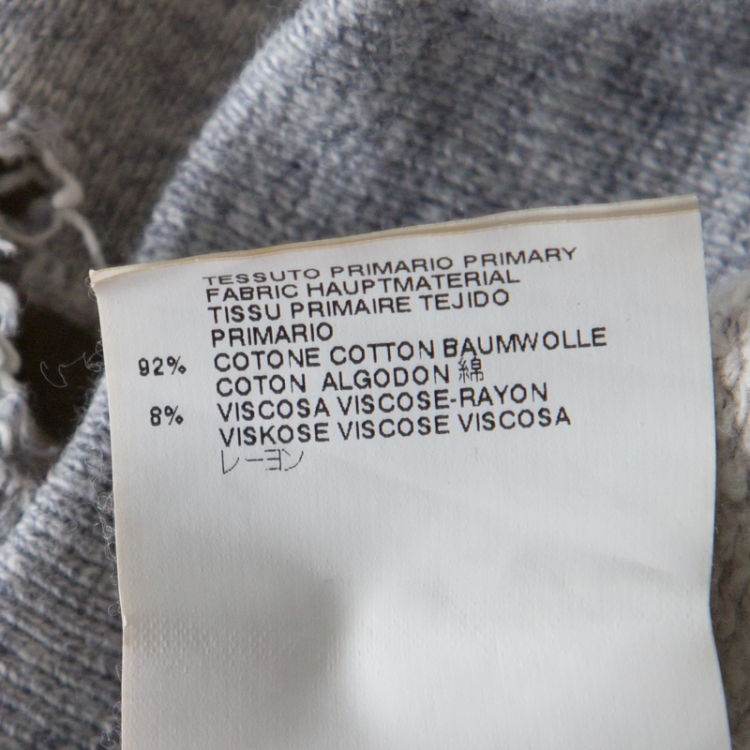 TESSUTO PRIMARIO PRIMARY
FABRIC HAUPTMATERIAL
TISSU PRIMAIRE TEJIDO
PRIMARIO
92% COTONE COTTON BAUMWOLLE
COTON ALGODON 綿
8% VISCOSA VISCOSE-RAYON
VISKOSE VISCOSE VISCOSA
レーヨン